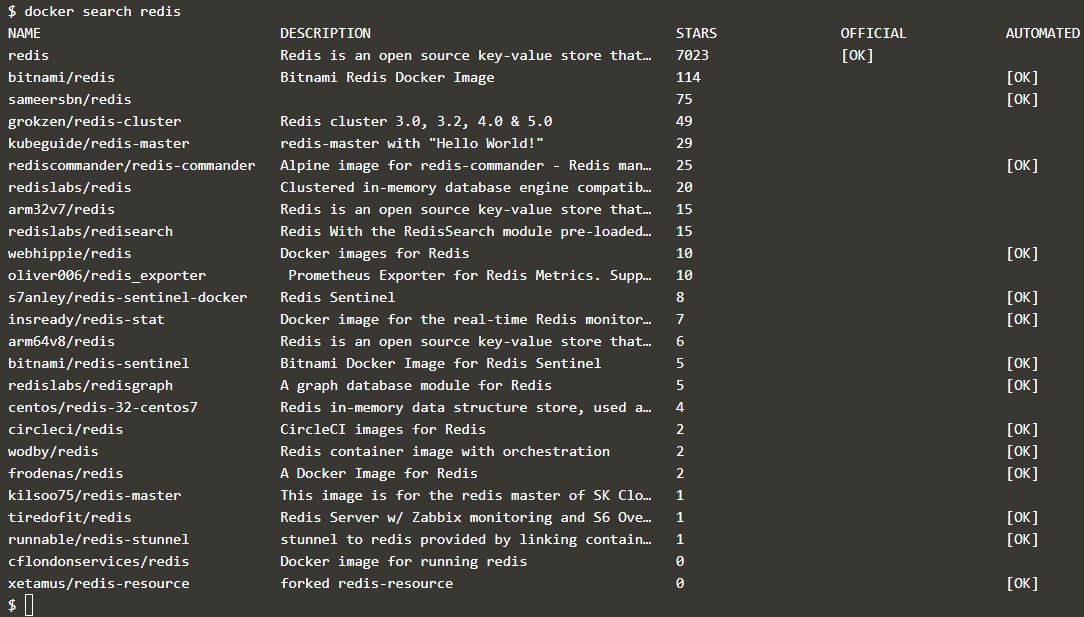 $ docker search redis
NAME DESCRIPTION STARS OFFICIAL AUTOMATED
redis Redis is an open source key-value store that… 7023 [OK]
bitnami/redis Bitnami Redis Docker Image 114 [OK]
sameersbn/redis 75 [OK]
grokzen/redis-cluster Redis cluster 3.0, 3.2, 4.0 & 5.0 49
kubeguide/redis-master redis-master with "Hello World!" 29
rediscommander/redis-commander Alpine image for redis-commander - Redis man… 25 [OK]
redislabs/redis Clustered in-memory database engine compatib… 20
arm32v7/redis Redis is an open source key-value store that… 15
redislabs/redisearch Redis With the RedisSearch module pre-loaded… 15
webhippie/redis Docker images for Redis 10 [OK]
oliver006/redis_exporter Prometheus Exporter for Redis Metrics. Supp… 10
s7anley/redis-sentinel-docker Redis Sentinel 8 [OK]
insready/redis-stat Docker image for the real-time Redis monitor… 7 [OK]
arm64v8/redis Redis is an open source key-value store that… 6
bitnami/redis-sentinel Bitnami Docker Image for Redis Sentinel 5 [OK]
redislabs/redisgraph A graph database module for Redis 5 [OK]
centos/redis-32-centos7 Redis in-memory data structure store, used a… 4
circleci/redis CircleCI images for Redis 2 [OK]
wodby/redis Redis container image with orchestration 2 [OK]
frodenas/redis A Docker Image for Redis 2 [OK]
kilsoo75/redis-master This image is for the redis master of SK Clo… 1
tiredofit/redis Redis Server w/ Zabbix monitoring and S6 Ove… 1 [OK]
runnable/redis-stunnel stunnel to redis provided by linking contain… 1 [OK]
cflondonservices/redis Docker image for running redis 0
xetamus/redis-resource forked redis-resource 0 [OK]
$